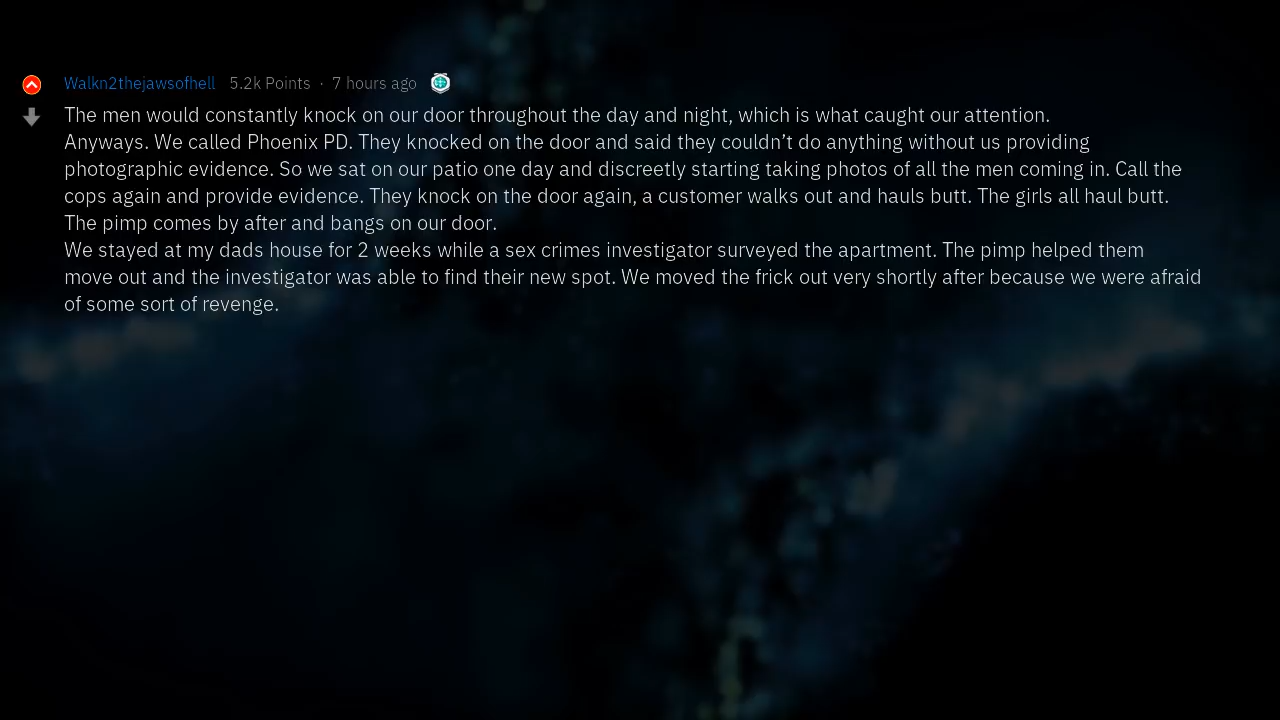 Walkn2thejawsofhell 5.2k Points · 7 hours ago
The men would constantly knock on our door throughout the day and night, which is what caught our attention.
Anyways. We called Phoenix PD. They knocked on the door and said they couldn’t do anything without us providing
photographic evidence. So we sat on our patio one day and discreetly starting taking photos of all the men coming in. Call the
cops again and provide evidence. They knock on the door again, a customer walks out and hauls butt. The girls all haul butt.
The pimp comes by after and bangs on our door.
We stayed at my dads house for 2 weeks while a sex crimes investigator surveyed the apartment. The pimp helped them
move out and the investigator was able to find their new spot. We moved the frick out very shortly after because we were afraid
of some sort of revenge.